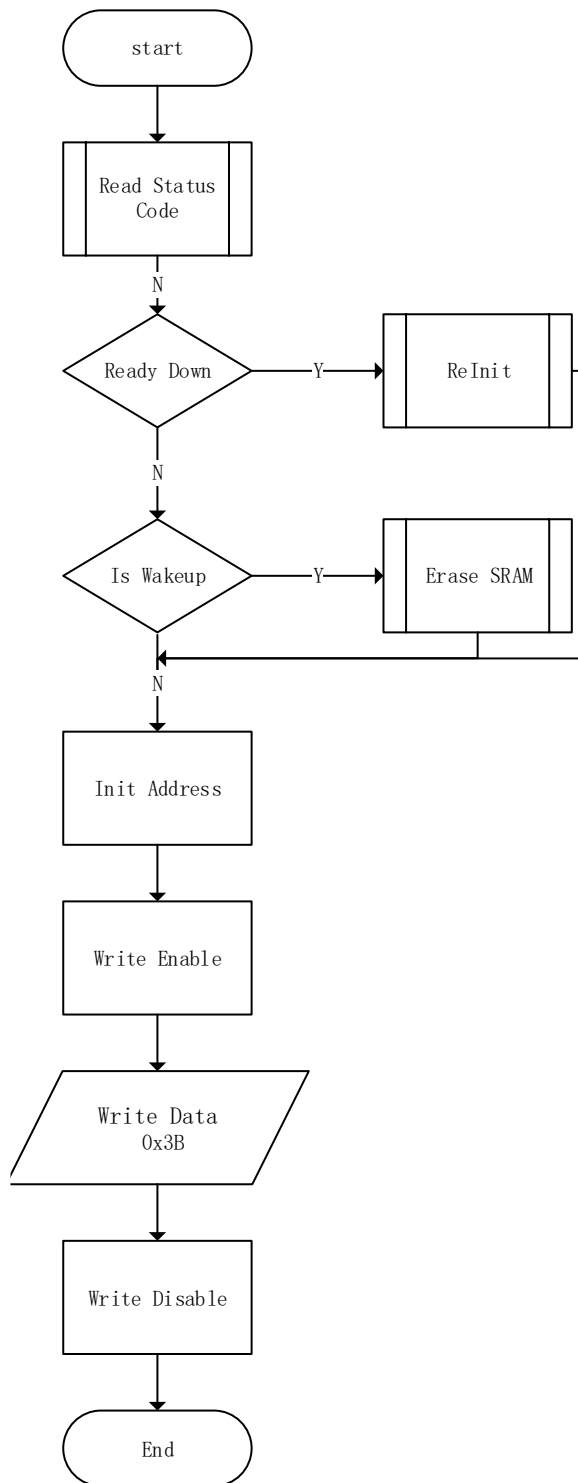 start
Read Status
Code
N
Ready Down
Y
ReInit
N
Is Wakeup
Y
Erase SRAM
N
Init Address
Write Enable
Write Data
0x3B
Write Disable
End